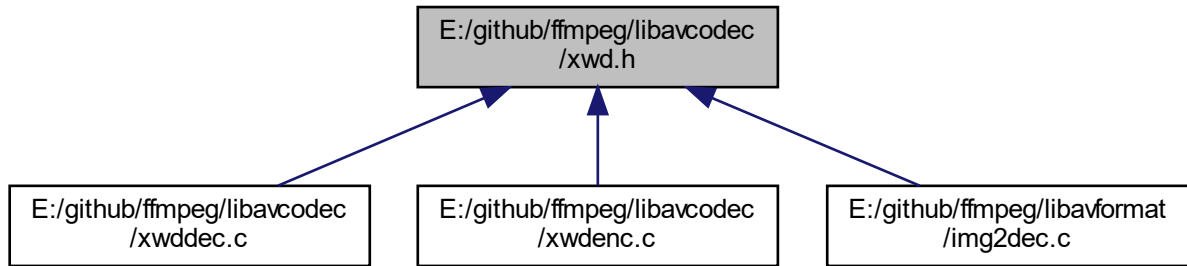 E:/github/ffmpeg/libavcodec
/xwd.h
E:/github/ffmpeg/libavcodec
/xwddec.c
E:/github/ffmpeg/libavcodec
/xwdenc.c
E:/github/ffmpeg/libavformat
/img2dec.c